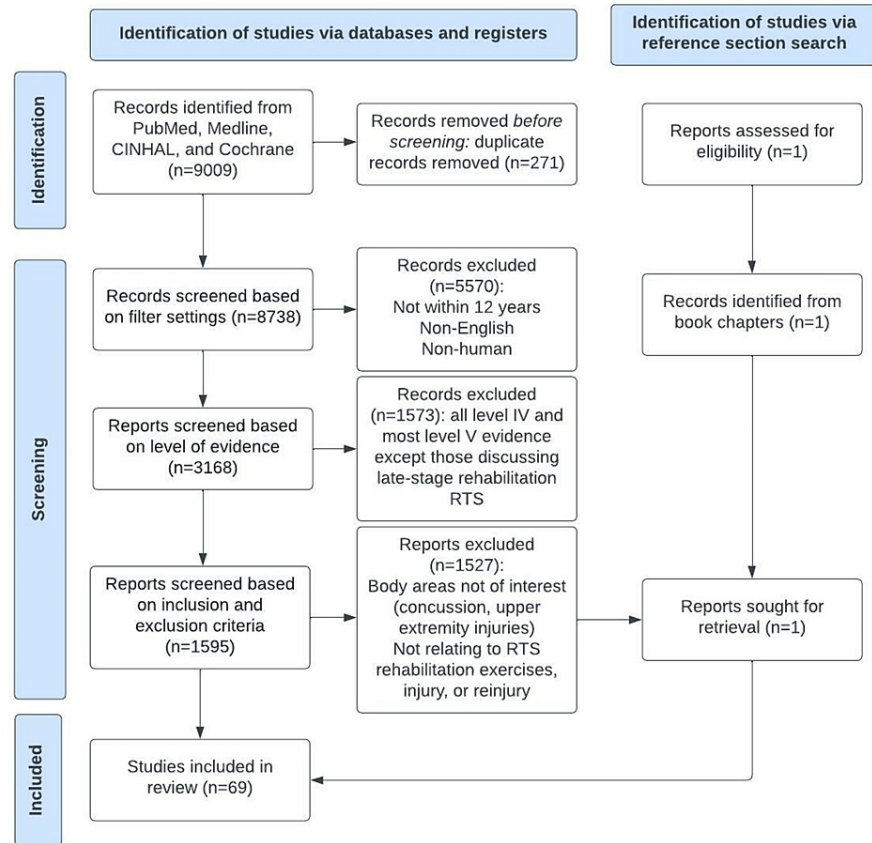 Identification of studies via databases and registers
Identification of studies via
reference section search
Identification
Records identified from
PubMed, Medline,
CINHAL, and Cochrane
(n=9009)
Records removed before
screening: duplicate
records removed (n=271)
Reports assessed for
eligibility (n=1)
Screening
Records screened based
on filter settings (n=8738)
Records excluded
(n=5570):
Not within 12 years
Non-English
Non-human
Records identified from
book chapters (n=1)
Reports screened based
on level of evidence
(n=3168)
Records excluded
(n=1573): all level IV and
most level V evidence
except those discussing
late-stage rehabilitation
RTS
Reports screened based
on inclusion and
exclusion criteria
(n=1595)
Reports excluded
(n=1527):
Body areas not of interest
(concussion, upper
extremity injuries)
Not relating to RTS
rehabilitation exercises,
injury, or reinjury
Reports sought for
retrieval (n=1)
Included
Studies included in
review (n=69)